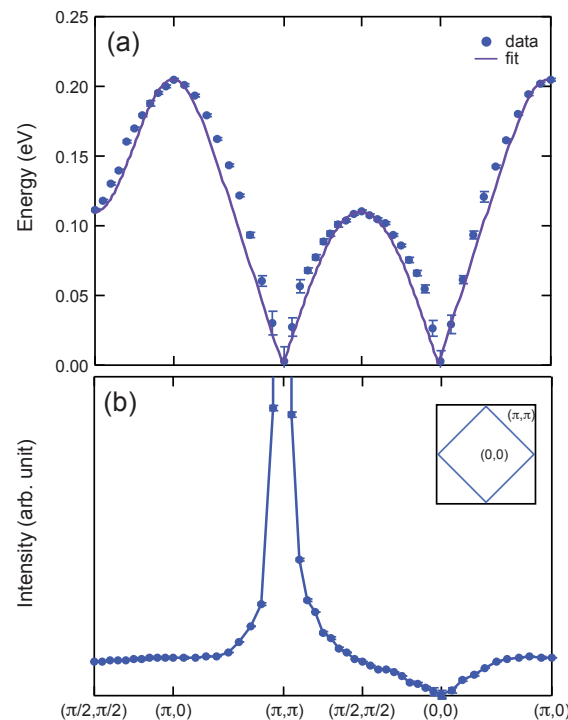 0.25
(a)
data
fit
0.20
0.15
Energy (eV)
0.10
0.05
0.00
(b)
(π,π)
(0,0)
Intensity (arb. unit)
(π/2,π/2) (π,0) (π,π) (π/2,π/2) (0,0) (π,0)